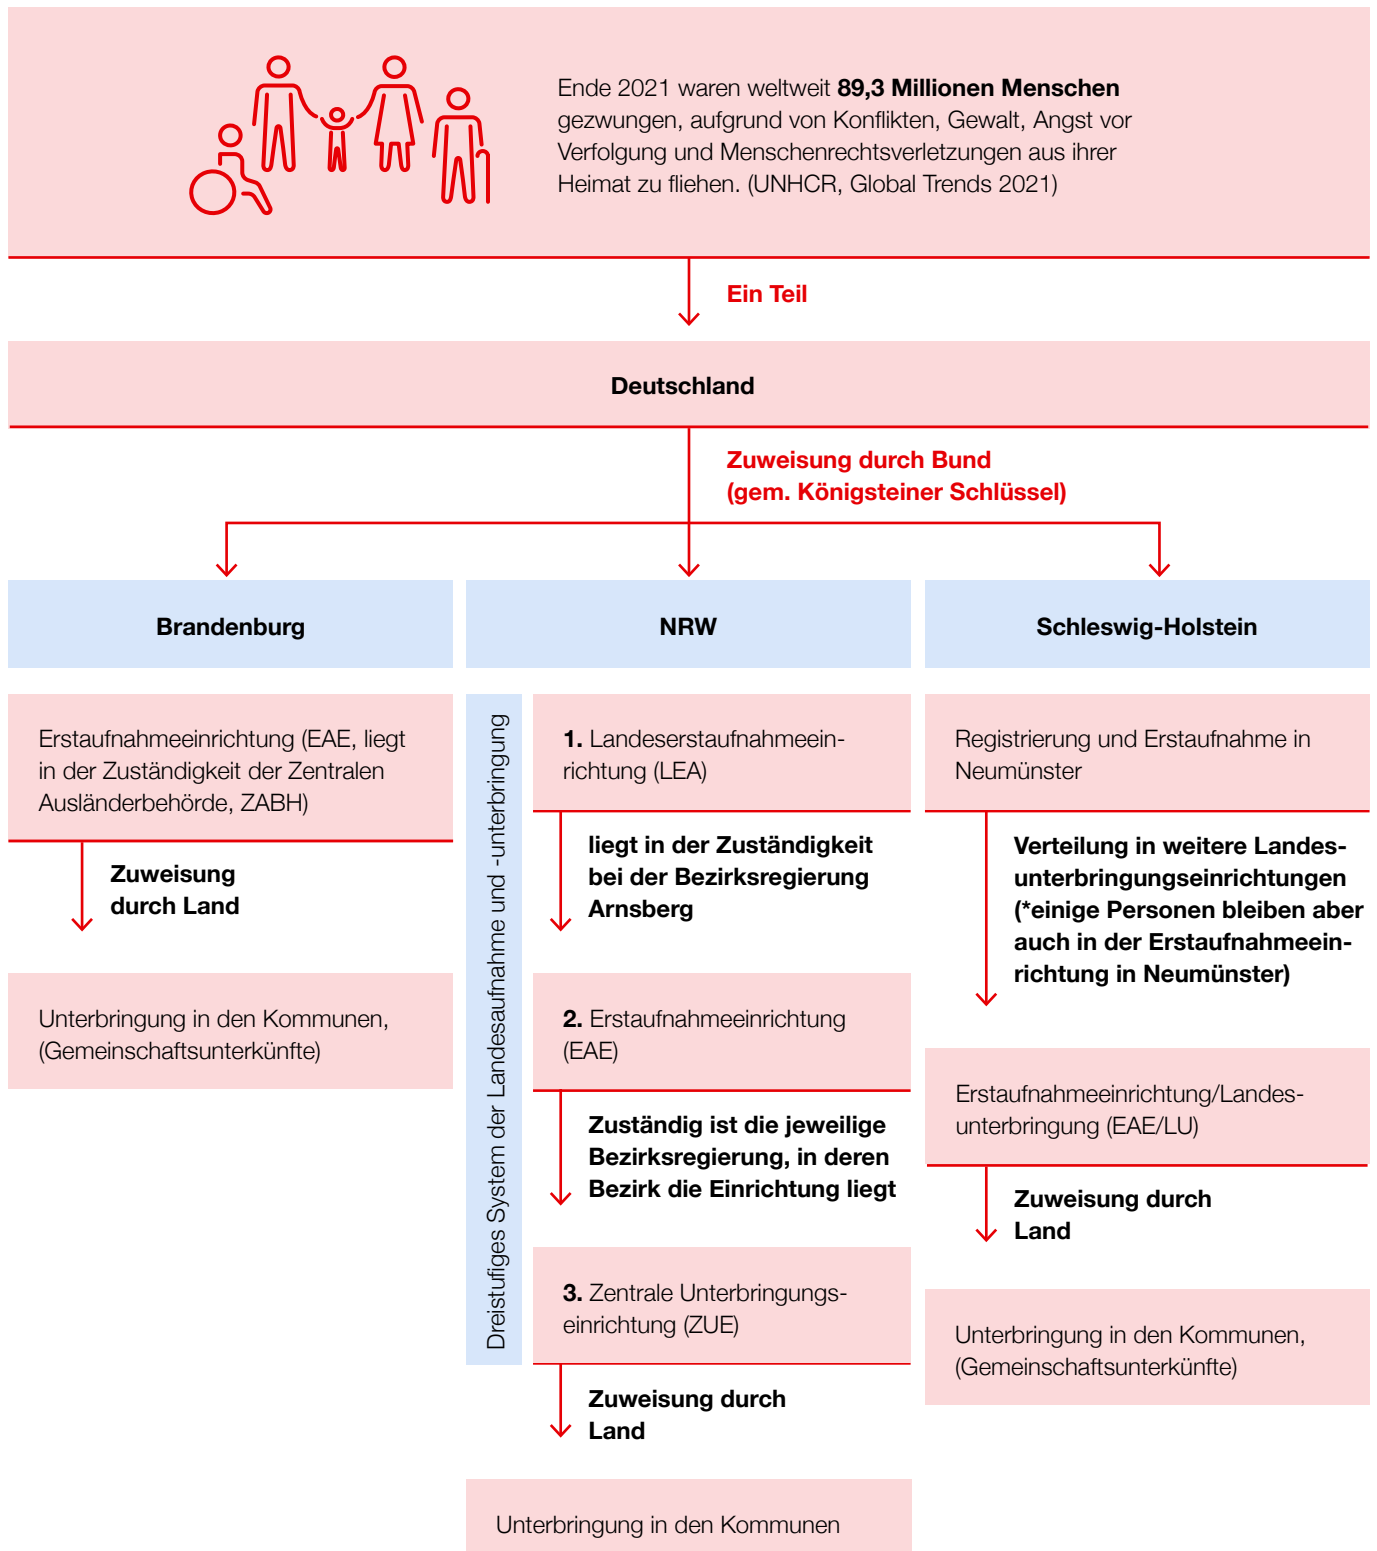 Ende 2021 waren weltweit 89,3 Millionen Menschen
gezwungen, aufgrund von Konflikten, Gewalt, Angst vor
Verfolgung und Menschenrechtsverletzungen aus ihrer
Heimat zu fliehen. (UNHCR, Global Trends 2021)
Ein Teil
Deutschland
Zuweisung durch Bund
(gem. Königsteiner Schlüssel)
Brandenburg
Erstaufnahmeeinrichtung (EAE, liegt
in der Zuständigkeit der Zentralen
Ausländerbehörde, ZABH)
Zuweisung
durch Land
Unterbringung in den Kommunen,
(Gemeinschaftsunterkünfte)
NRW
Dreistufiges System der Landesaufnahme und -unterbringung
1. Landeserstaufnahmeein-
richtung (LEA)
liegt in der Zuständigkeit
bei der Bezirksregierung
Arnsberg
2. Erstaufnahmeeinrichtung
(EAE)
Zuständig ist die jeweilige
Bezirksregierung, in deren
Bezirk die Einrichtung liegt
3. Zentrale Unterbringungs-
einrichtung (ZUE)
Zuweisung durch
Land
Unterbringung in den Kommunen
Schleswig-Holstein
Registrierung und Erstaufnahme in
Neumünster
Verteilung in weitere Landes-
unterbringungseinrichtungen
(*einige Personen bleiben aber
auch in der Erstaufnahmeein-
richtung in Neumünster)
Erstaufnahmeeinrichtung/Landes-
unterbringung (EAE/LU)
Zuweisung durch
Land
Unterbringung in den Kommunen,
(Gemeinschaftsunterkünfte)